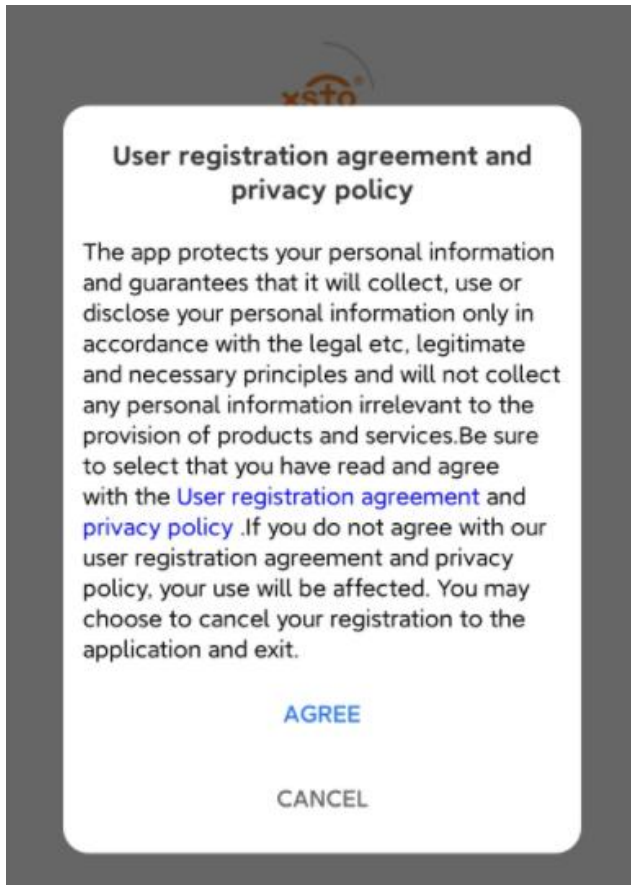 xsto
User registration agreement and
privacy policy
The app protects your personal information
and guarantees that it will collect, use or
disclose your personal information only in
accordance with the legal etc, legitimate
and necessary principles and will not collect
any personal information irrelevant to the
provision of products and services.Be sure
to select that you have read and agree
with the User registration agreement and
privacy policy .If you do not agree with our
user registration agreement and privacy
policy, your use will be affected. You may
choose to cancel your registration to the
application and exit.
AGREE
CANCEL